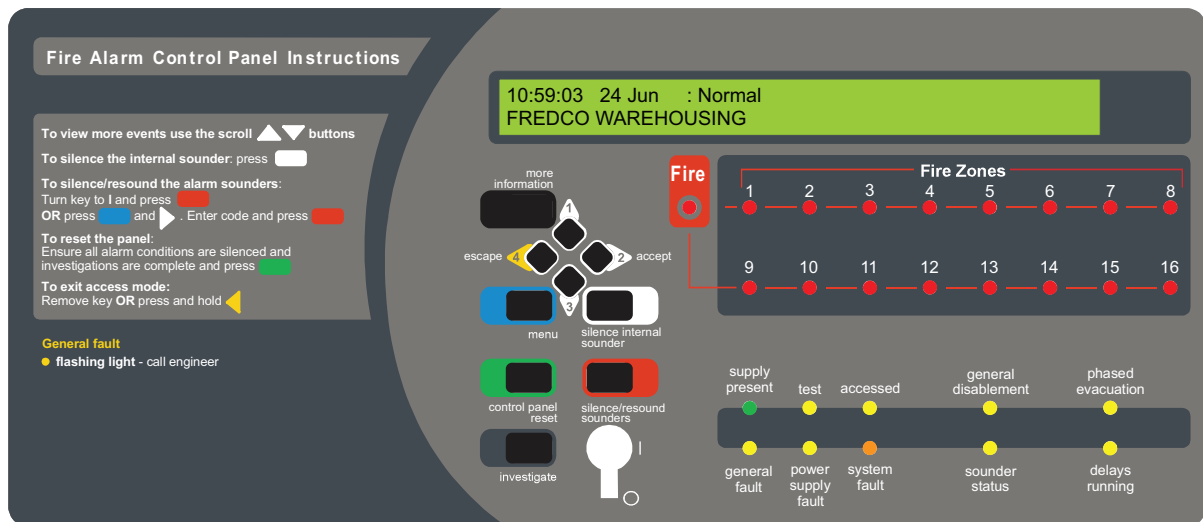 Fire Alarm Control Panel Instructions
To view more events use the scroll buttons
To silence the internal sounder: press
To silence/resound the alarm sounders:
Turn key to I and press
OR press and . Enter code and press
To reset the panel:
Ensure all alarm conditions are silenced and
investigations are complete and press
To exit access mode:
Remove key OR press and hold
General fault
flashing light - call engineer
10:59:03 24 Jun : Normal
FREDCO WAREHOUSING
more
information
1
escape 4
2 accept
3
menu
silence internal
sounder
control panel
reset
silence/resound
sounders
investigate
I
Fire
Fire Zones
1 2 3 4 5 6 7 8
9 10 11 12 13 14 15 16
supply
present
test
accessed
general
disablement
phased
evacuation
general
fault
power
supply
fault
system
fault
sounder
status
delays
running